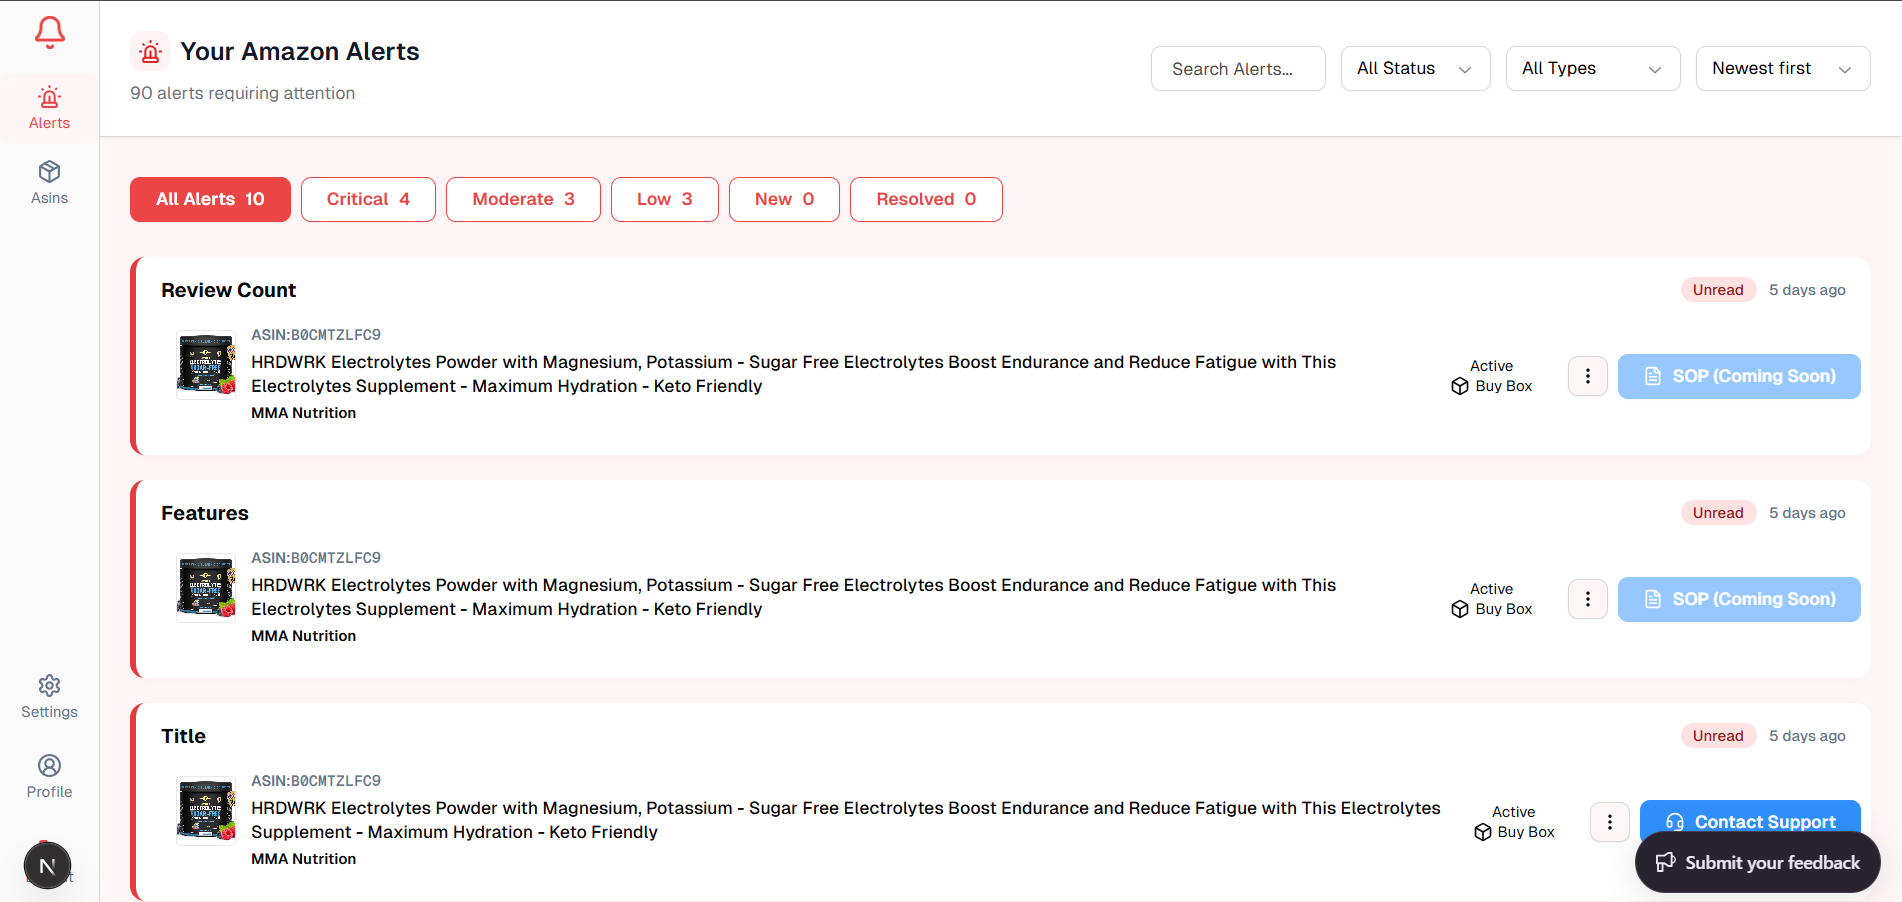 Your Amazon Alerts
90 alerts requiring attention
Search Alerts...
All Status
All Types
Newest first
Alerts
Asins
Settings
Profile
N
All Alerts 10
Critical 4
Moderate 3
Low 3
New 0
Resolved 0
Review Count
Unread 5 days ago
ASIN:B0CMTZLFC9
HRDWRK Electrolytes Powder with Magnesium, Potassium - Sugar Free Electrolytes Boost Endurance and Reduce Fatigue with This
Electrolytes Supplement - Maximum Hydration - Keto Friendly
MMA Nutrition
Active
Buy Box
SOP (Coming Soon)
Features
Unread 5 days ago
ASIN:B0CMTZLFC9
HRDWRK Electrolytes Powder with Magnesium, Potassium - Sugar Free Electrolytes Boost Endurance and Reduce Fatigue with This
Electrolytes Supplement - Maximum Hydration - Keto Friendly
MMA Nutrition
Active
Buy Box
SOP (Coming Soon)
Title
Unread 5 days ago
ASIN:B0CMTZLFC9
HRDWRK Electrolytes Powder with Magnesium, Potassium - Sugar Free Electrolytes Boost Endurance and Reduce Fatigue with This Electrolytes
Supplement - Maximum Hydration - Keto Friendly
MMA Nutrition
Active
Buy Box
Contact Support
Submit your feedback